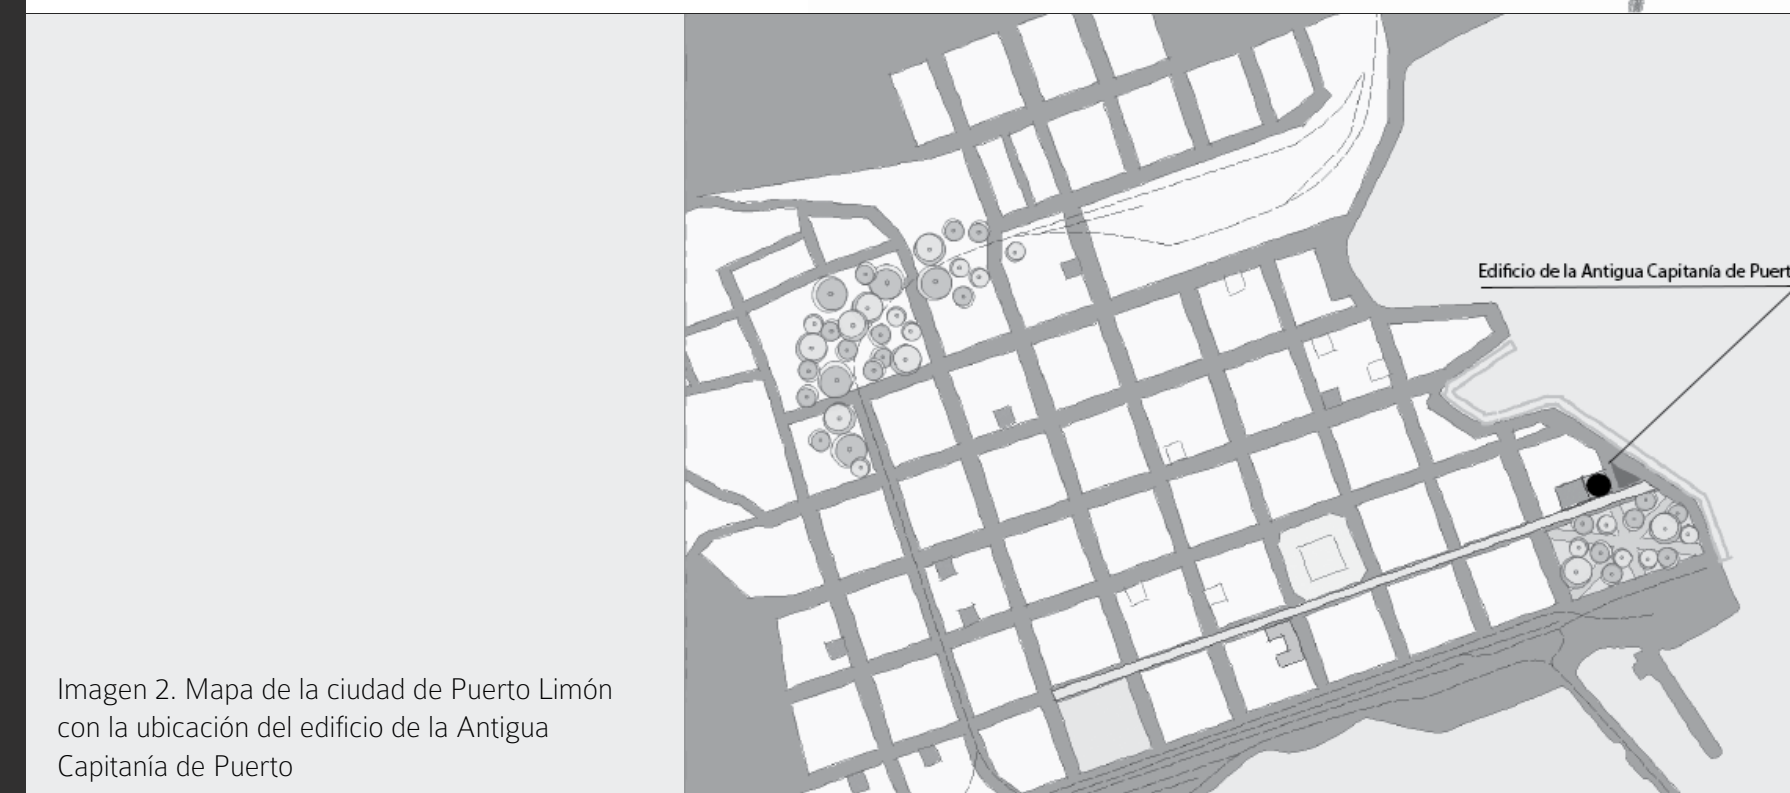 Edificio de la Antigua Capitanía de Puert
Imagen 2. Mapa de la ciudad de Puerto Limón
con la ubicación del edificio de la Antigua
Capitanía de Puerto